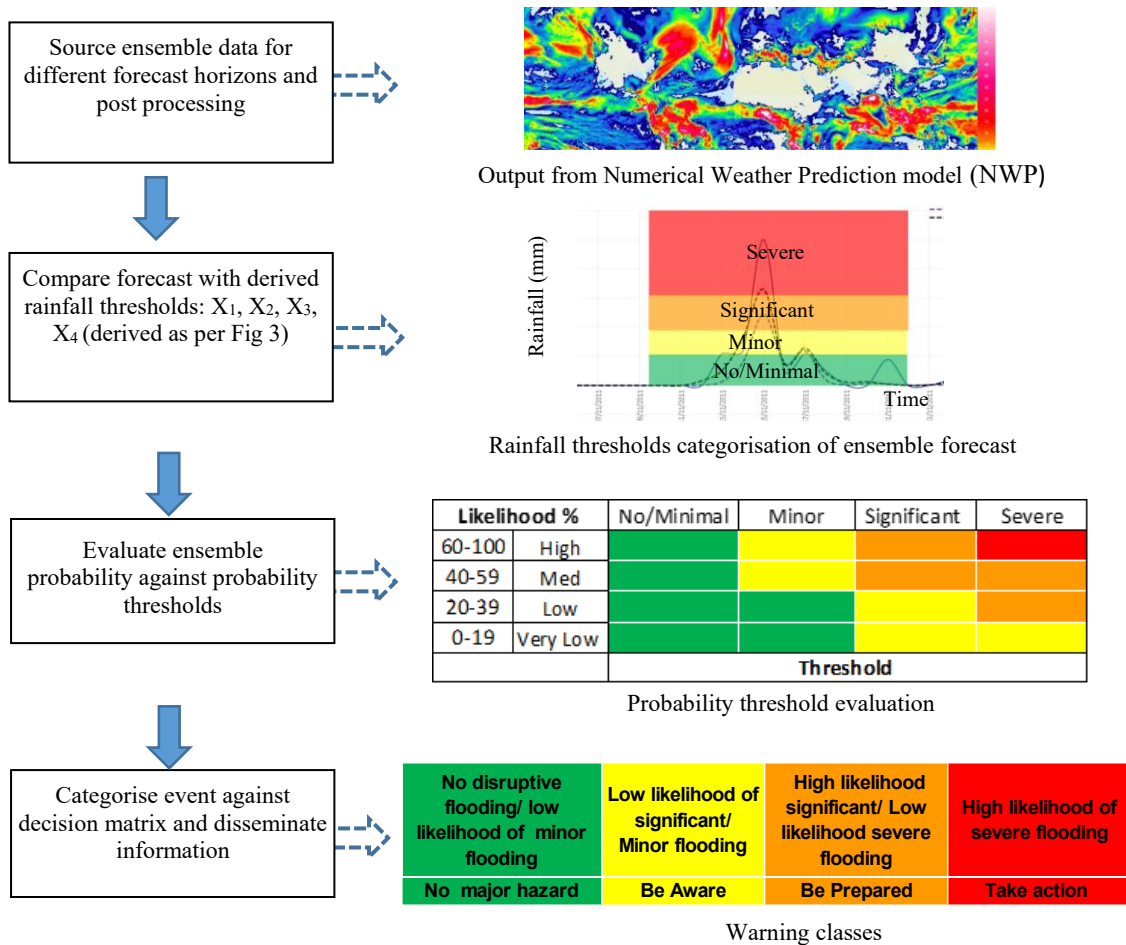 Source ensemble data for
different forecast horizons and
post processing
Output from Numerical Weather Prediction model (NWP)
Compare forecast with derived
rainfall thresholds: X₁, X₂, X₃,
X₄ (derived as per Fig 3)
Rainfall (mm)
Severe
Significant
Minor
No/Minimal
Time
Rainfall thresholds categorisation of ensemble forecast
Evaluate ensemble
probability against probability
thresholds
Likelihood % No/Minimal Minor Significant Severe
60-100 High
40-59 Med
20-39 Low
0-19 Very Low
Threshold
Probability threshold evaluation
Categorise event against
decision matrix and disseminate
information
No disruptive
flooding/ low
likelihood of minor
flooding
Low likelihood of
significant/
Minor flooding
High likelihood
significant/ Low
likelihood severe
flooding
High likelihood of
severe flooding
No major hazard Be Aware Be Prepared Take action
Warning classes